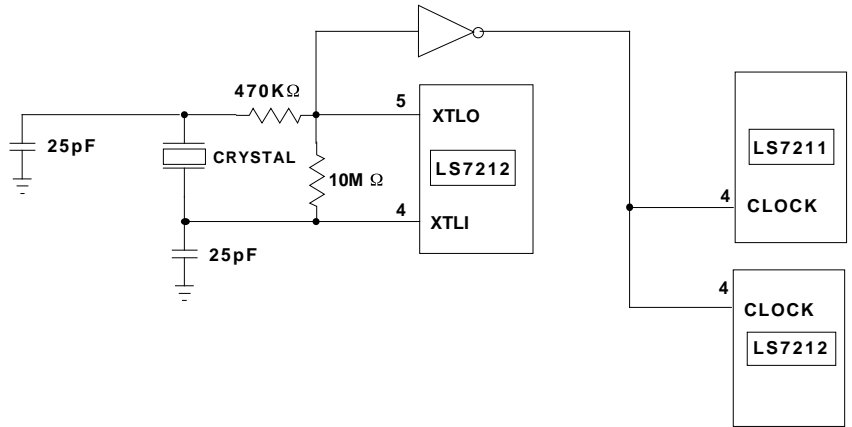 470KΩ
5
XTLO
25pF
CRYSTAL
10M Ω
LS7212
4
XTLI
25pF
LS7211
4
CLOCK
4
CLOCK
LS7212